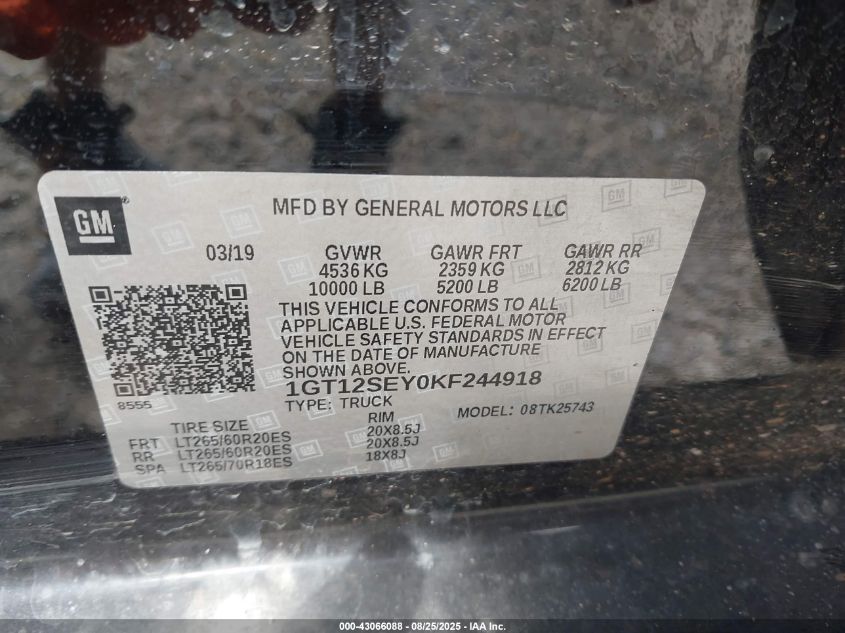 GM
MFD BY GENERAL MOTORS LLC
03/19 GVWR GAWR FRT GAWR RR
4536 KG 2359 KG 2812 KG
10000 LB 5200 LB 6200 LB
THIS VEHICLE CONFORMS TO ALL
APPLICABLE U.S. FEDERAL MOTOR
VEHICLE SAFETY STANDARDS IN EFFECT
ON THE DATE OF MANUFACTURE
SHOWN ABOVE.
1GT12SEY0KF244918
8555
TYPE: TRUCK MODEL: 08TK25743
TIRE SIZE RIM
FRT LT265/60R20ES 20X8.5J
RR LT265/60R20ES 20X8.5J
SPA LT265/70R18ES 18X8J
000-43066088 - 08/25/2025 - IAA Inc.